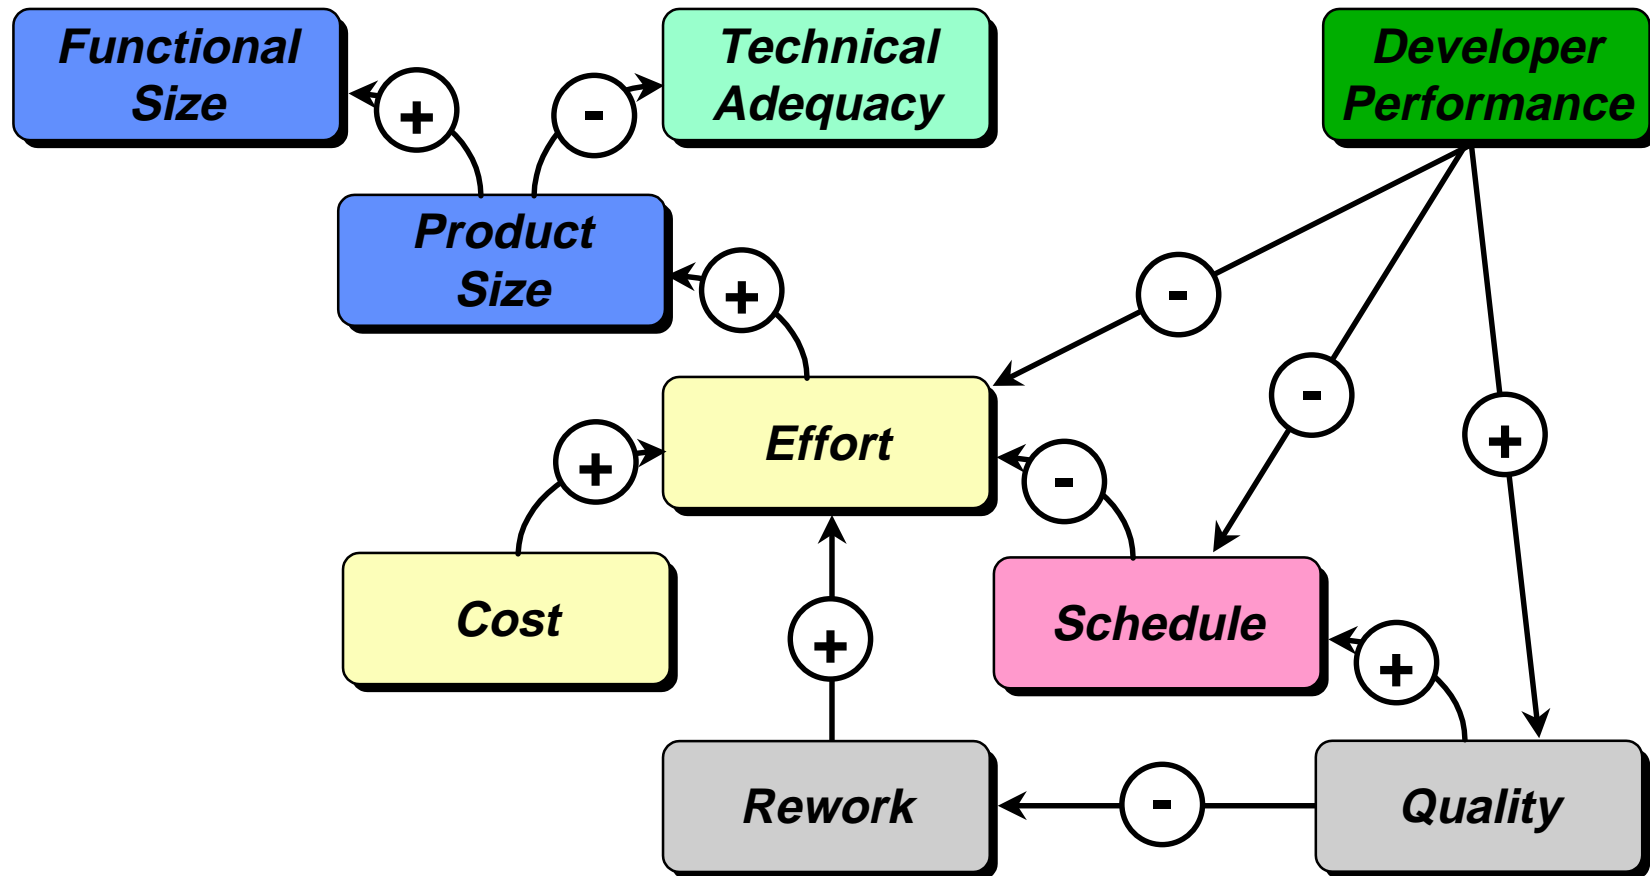 Functional
Size
+
-
Technical
Adequacy
Developer
Performance
Product
Size
+
-
-
+
Effort
+
-
Cost
+
Schedule
+
Rework
-
Quality